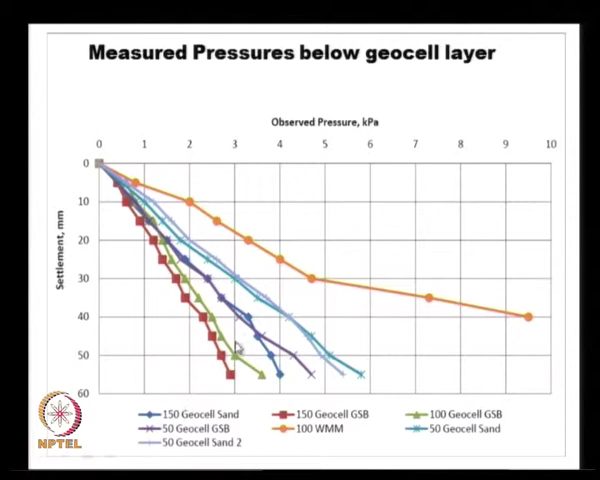 Measured Pressures below geocell layer
Observed Pressure, kPa
0 1 2 3 4 5 6 7 8 9 10
Settlement, mm
0
10
20
30
40
50
60
150 Geocell Sand 150 Geocell GSB 100 Geocell GSB
50 Geocell GSB 100 WMM 50 Geocell Sand
50 Geocell Sand 2
NPTEL